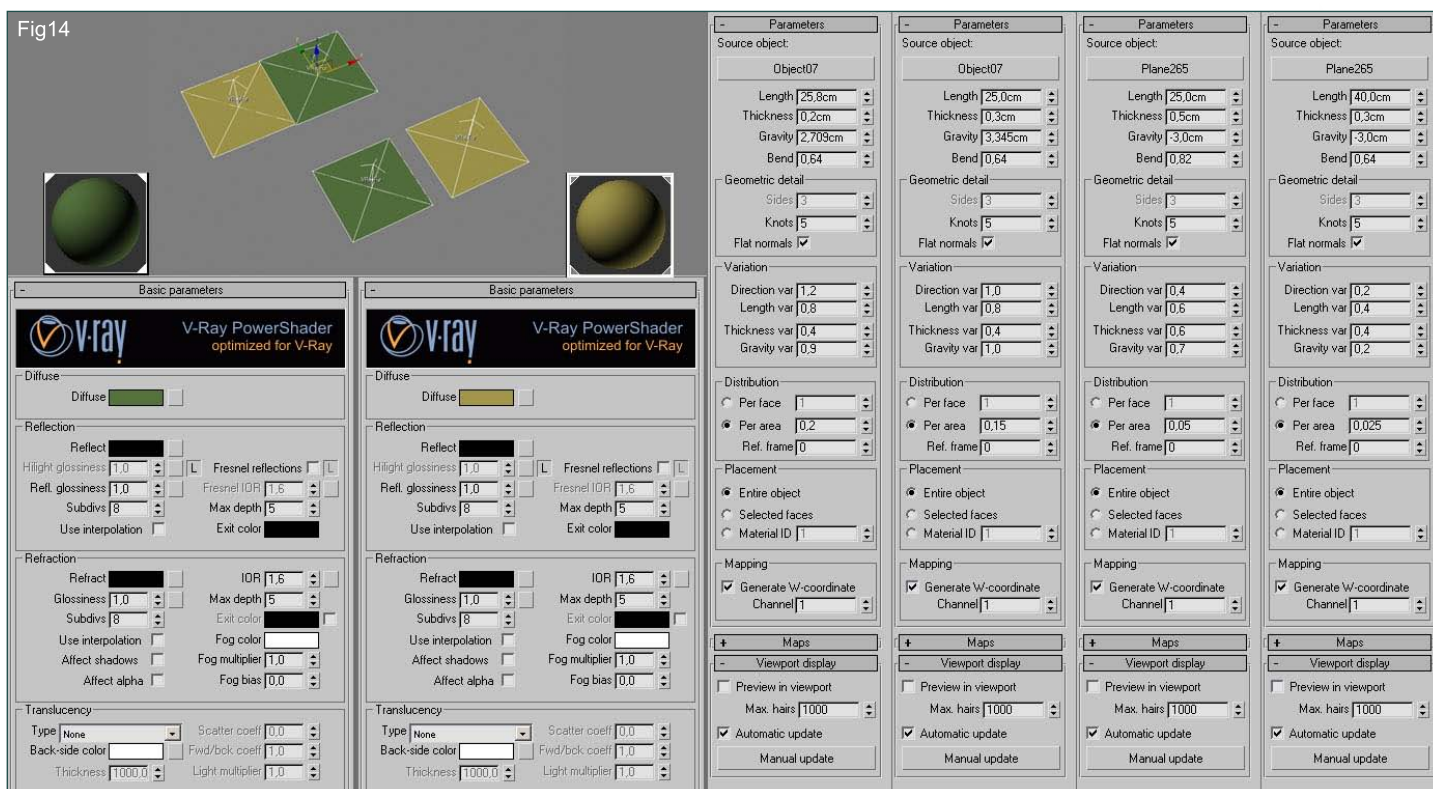 Fig14
- Basic parameters
v·ray V-Ray PowerShader
optimized for V-Ray
Diffuse
Diffuse
Reflection
Reflect
Hilight glossiness 1,0 L Fresnel reflections L
Refl. glossiness 1,0 Fresnel IOR 1,6
Subdivs 8 Max depth 5
Use interpolation Exit color
Refraction
Refract IOR 1,6
Glossiness 1,0 Max depth 5
Subdivs 8 Exit color
Use interpolation Fog color
Affect shadows Fog multiplier 1,0
Affect alpha Fog bias 0,0
Translucency
Type None Scatter coeff 0,0
Back-side color Fwd/bck coeff 1,0
Thickness 1000,0 Light multiplier 1,0
- Basic parameters
v·ray V-Ray PowerShader
optimized for V-Ray
Diffuse
Diffuse
Reflection
Reflect
Hilight glossiness 1,0 L Fresnel reflections L
Refl. glossiness 1,0 Fresnel IOR 1,6
Subdivs 8 Max depth 5
Use interpolation Exit color
Refraction
Refract IOR 1,6
Glossiness 1,0 Max depth 5
Subdivs 8 Exit color
Use interpolation Fog color
Affect shadows Fog multiplier 1,0
Affect alpha Fog bias 0,0
Translucency
Type None Scatter coeff 0,0
Back-side color Fwd/bck coeff 1,0
Thickness 1000,0 Light multiplier 1,0
- Parameters
Source object:
Object07
Length 25,8cm
Thickness 0,2cm
Gravity 2,709cm
Bend 0,64
Geometric detail
Sides 3
Knots 5
Flat normals
Variation
Direction var 1,2
Length var 0,8
Thickness var 0,4
Gravity var 0,9
Distribution
Per face 1
Per area 0,2
Ref. frame 0
Placement
Entire object
Selected faces
Material ID 1
Mapping
Generate W-coordinate
Channel 1
+ Maps
- Viewport display
Preview in viewport
Max. hairs 1000
Automatic update
Manual update
- Parameters
Source object:
Object07
Length 25,0cm
Thickness 0,3cm
Gravity 3,345cm
Bend 0,64
Geometric detail
Sides 3
Knots 5
Flat normals
Variation
Direction var 1,0
Length var 0,8
Thickness var 0,4
Gravity var 1,0
Distribution
Per face 1
Per area 0,15
Ref. frame 0
Placement
Entire object
Selected faces
Material ID 1
Mapping
Generate W-coordinate
Channel 1
+ Maps
- Viewport display
Preview in viewport
Max. hairs 1000
Automatic update
Manual update
- Parameters
Source object:
Plane265
Length 25,0cm
Thickness 0,5cm
Gravity -3,0cm
Bend 0,82
Geometric detail
Sides 3
Knots 5
Flat normals
Variation
Direction var 0,4
Length var 0,6
Thickness var 0,6
Gravity var 0,7
Distribution
Per face 1
Per area 0,05
Ref. frame 0
Placement
Entire object
Selected faces
Material ID 1
Mapping
Generate W-coordinate
Channel 1
+ Maps
- Viewport display
Preview in viewport
Max. hairs 1000
Automatic update
Manual update
- Parameters
Source object:
Plane265
Length 40,0cm
Thickness 0,3cm
Gravity -3,0cm
Bend 0,64
Geometric detail
Sides 3
Knots 5
Flat normals
Variation
Direction var 0,2
Length var 0,4
Thickness var 0,4
Gravity var 0,2
Distribution
Per face 1
Per area 0,025
Ref. frame 0
Placement
Entire object
Selected faces
Material ID 1
Mapping
Generate W-coordinate
Channel 1
+ Maps
- Viewport display
Preview in viewport
Max. hairs 1000
Automatic update
Manual update